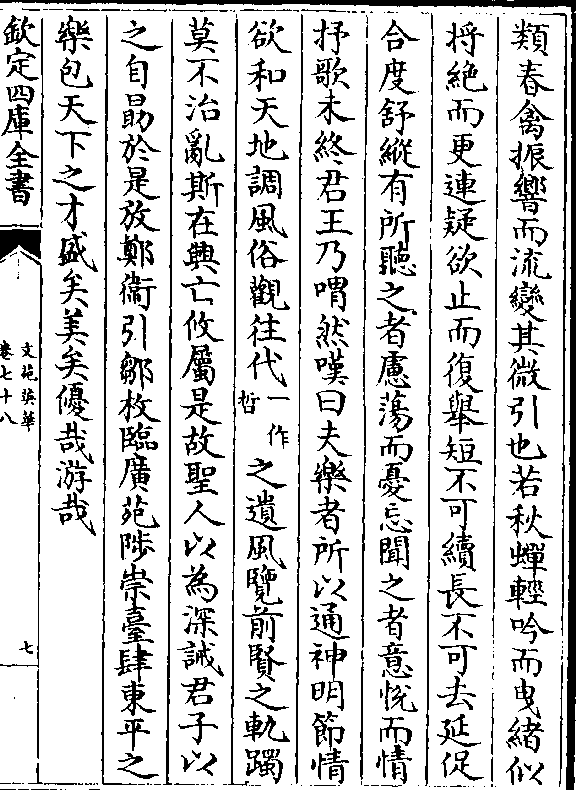 類春禽振響而流變其微引也若秋蟬輕吟而曵緒似
将絶而更連疑欲止而復舉短不可續長不可去延促
合度舒縱有所聽之者慮蕩而憂忘聞之者意悦而情
抒歌未終君王乃喟然嘆曰夫樂者所以通神明節情
欲和天地調風俗觀往代一作哲之遺風覽前賢之軌躅
莫不治亂斯在興亡攸屬是故聖人以為深誡君子以
之自朂於是放鄭衞引鄒枚臨廣苑陟崇臺肆東平之
樂包天下之才盛矣美矣優哉游哉
欽定四庫全書
文苑英華
卷七十八
七